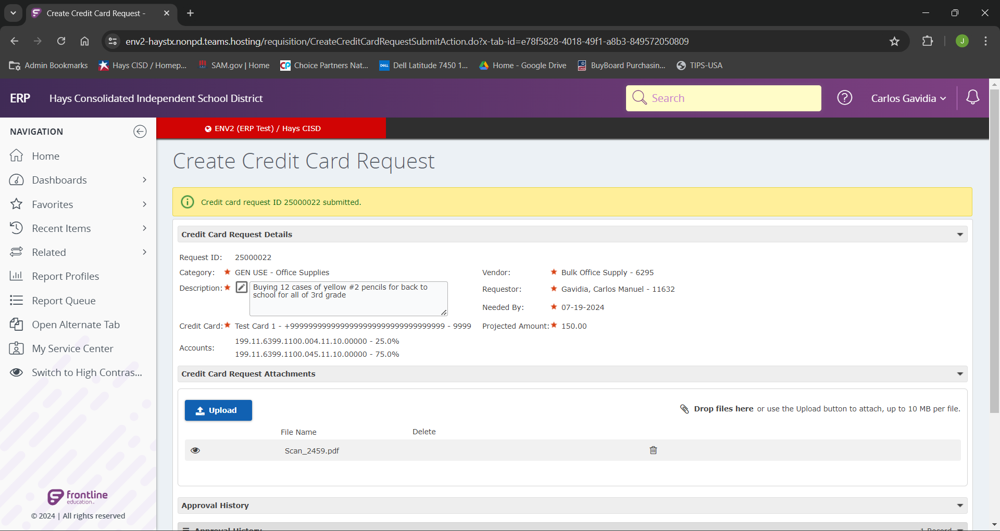 Create Credit Card Request -
env2-haystx.nonpd.teams.hosting/requisition/CreateCreditCardRequestSubmitAction.do?x-tab-id=e78f5828-4018-49f1-a8b3-849572050809
J
Admin Bookmarks
Hays CISD / Homep...
SAM.gov | Home
CP
Choice Partners Nat...
DELL
Dell Latitude 7450 1...
Home - Google Drive
BuyBoard Purchasin...
TIPS-USA
ERP
Hays Consolidated Independent School District
Search
Carlos Gavidia
NAVIGATION
ENV2 (ERP Test) / Hays CISD
Home
Dashboards
Favorites
Recent Items
Related
Report Profiles
Report Queue
Open Alternate Tab
My Service Center
Switch to High Contras...
frontline
education
© 2024 | All rights reserved
Create Credit Card Request
Credit card request ID 25000022 submitted.
Credit Card Request Details
Request ID: 25000022
Category: GEN USE - Office Supplies
Vendor: Bulk Office Supply - 6295
Description: Buying 12 cases of yellow #2 pencils for back to
school for all of 3rd grade
Requestor: Gavidia, Carlos Manuel - 11632
Needed By: 07-19-2024
Credit Card: Test Card 1 - +9999999999999999999999999999999999 - 9999
Projected Amount: 150.00
Accounts:
199.11.6399.1100.004.11.10.00000 - 25.0%
199.11.6399.1100.045.11.10.00000 - 75.0%
Credit Card Request Attachments
Upload
Drop files here or use the Upload button to attach, up to 10 MB per file.
File Name
Delete
Scan_2459.pdf
Approval History
Approval History
1 Record